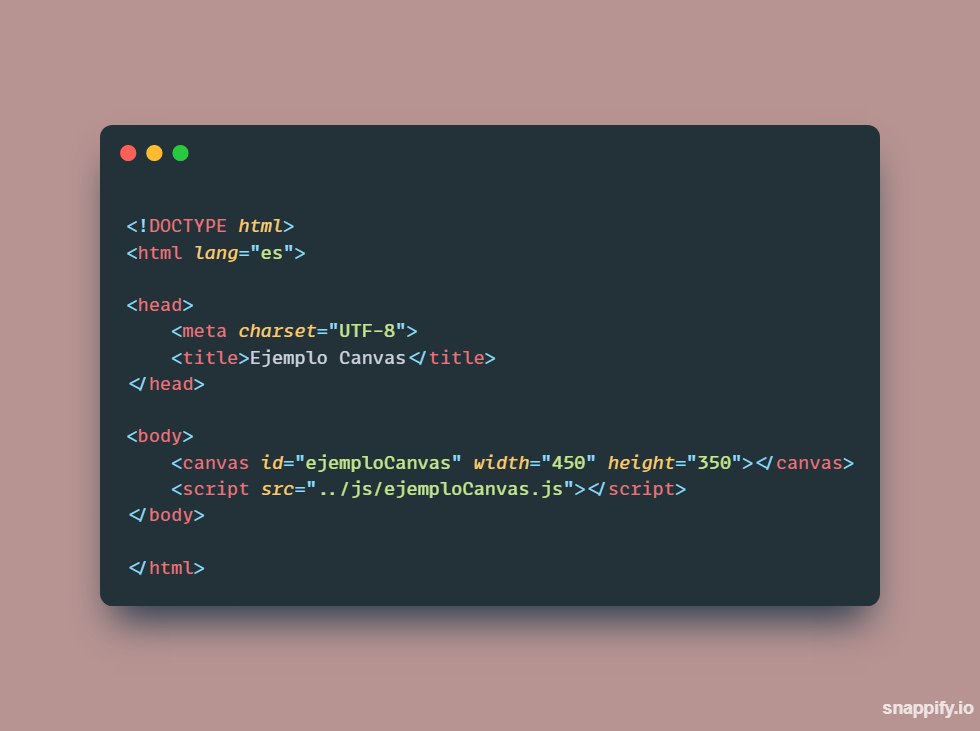 <!DOCTYPE html>
<html lang="es">
<head>
    <meta charset="UTF-8">
    <title>Ejemplo Canvas</title>
</head>
<body>
    <canvas id="ejemploCanvas" width="450" height="350"></canvas>
    <script src="../js/ejemploCanvas.js"></script>
</body>
</html>
snappify.io